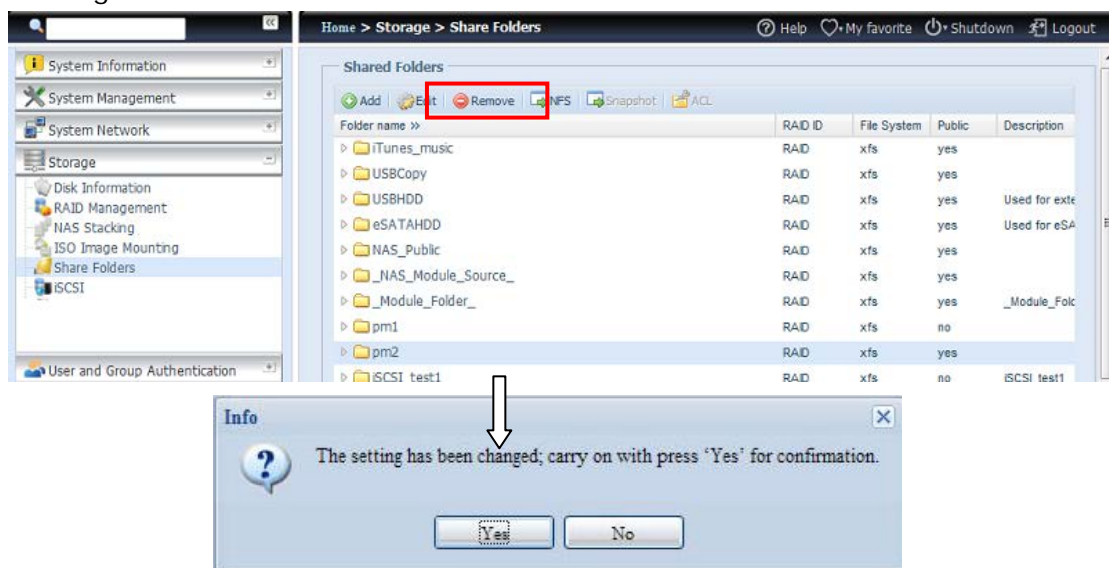 «
Home > Storage > Share Folders
Help My favorite Shutdown Logout
System Information
System Management
System Network
Storage
Disk Information
RAID Management
NAS Stacking
ISO Image Mounting
Share Folders
iSCSI
User and Group Authentication
Shared Folders
Add Edit Remove NFS Snapshot ACL
Folder name » RAID ID File System Public Description
iTunes_music RAID xfs yes
USBCopy RAID xfs yes
USBHDD RAID xfs yes Used for exte
eSATAHDD RAID xfs yes Used for eSA
NAS_Public RAID xfs yes
_NAS_Module_Source_ RAID xfs yes
_Module_Folder_ RAID xfs yes _Module_Fold
pm1 RAID xfs no
pm2 RAID xfs yes
iSCSI_test1 RAID xfs no iSCSI_test1
Info
The setting has been changed; carry on with press ‘Yes’ for confirmation.
Yes No